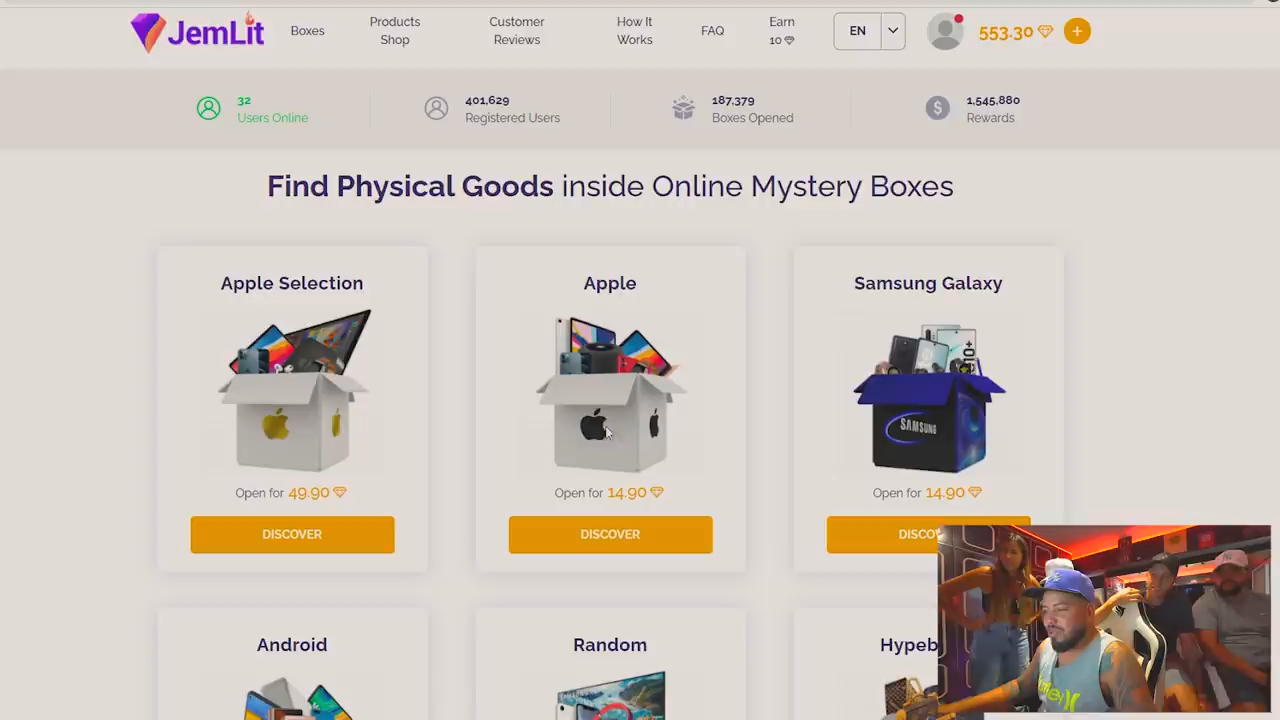 JemLit
Boxes
Products
Shop
Customer
Reviews
How It
Works
FAQ
Earn
10
EN
553.30
+
32
Users Online
401,629
Registered Users
187,379
Boxes Opened
$
1,545,880
Rewards
Find Physical Goods inside Online Mystery Boxes
Apple Selection
Apple
Samsung Galaxy
SAMSUNG
Open for 49.90
Open for 14.90
Open for 14.90
DISCOVER
DISCOVER
DISCO
Android
Random
Hypeb